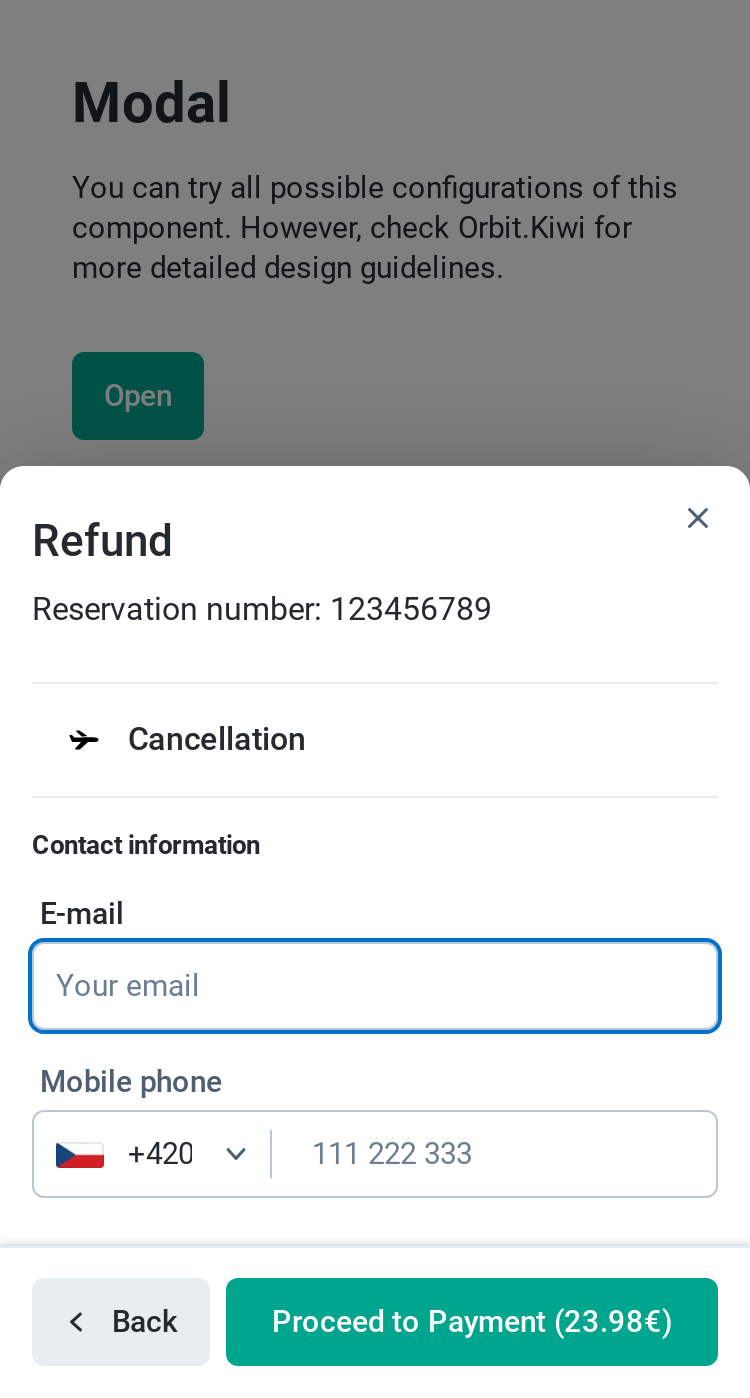 Modal
You can try all possible configurations of this
component. However, check Orbit.Kiwi for
more detailed design guidelines.
Open
Refund
Reservation number: 123456789
Cancellation
Contact information
E-mail
Your email
Mobile phone
+420 111 222 333
Back Proceed to Payment (23.98€)